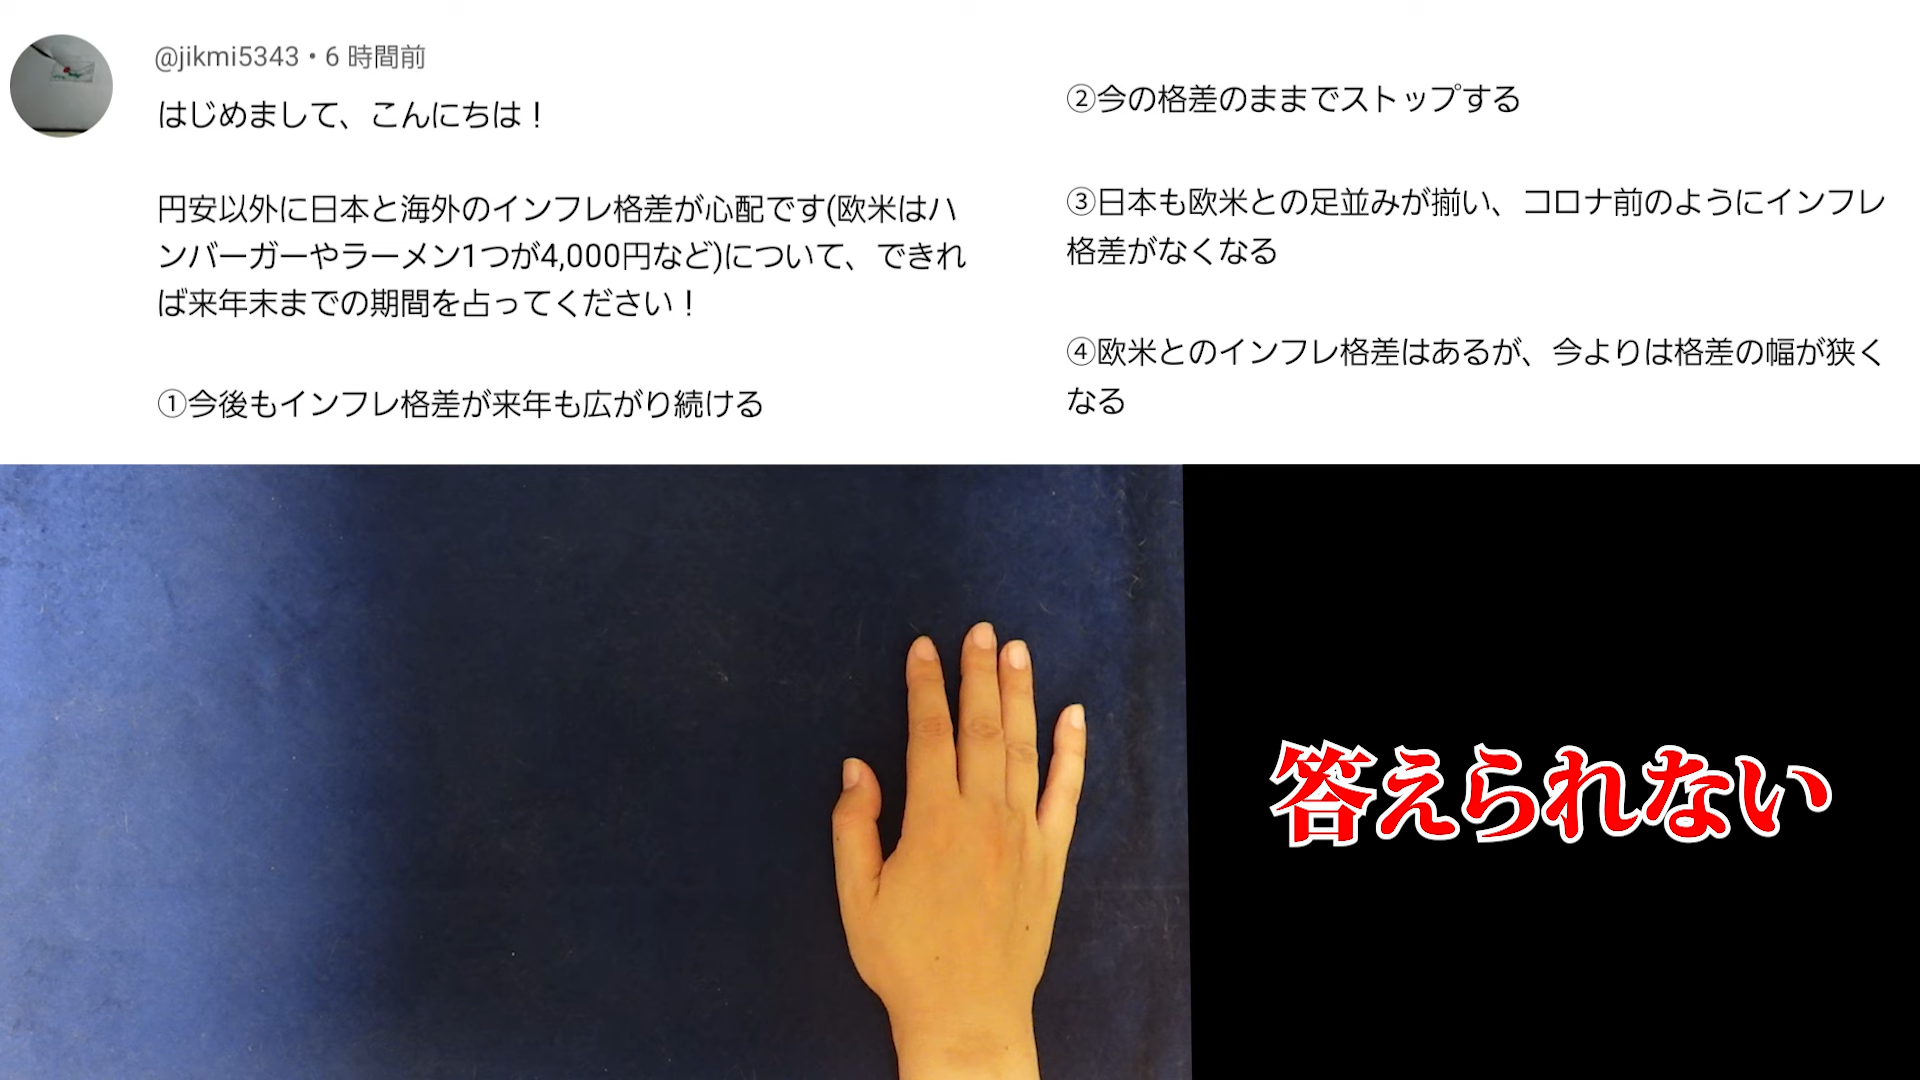 @jikmi5343・6 時間前
はじめまして、こんにちは！
円安以外に日本と海外のインフレ格差が心配です(欧米はハ
ンバーガーやラーメン1つが4,000円など)について、できれ
ば来年末までの期間を占ってください！
①今後もインフレ格差が来年も広がり続ける
②今の格差のままでストップする
③日本も欧米との足並みが揃い、コロナ前のようにインフレ
格差がなくなる
④欧米とのインフレ格差はあるが、今よりは格差の幅が狭く
なる
答えられない